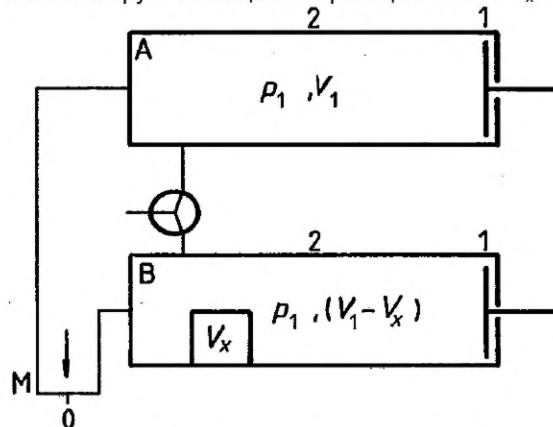 2 1
A
p₁ , V₁
2 1
B
p₁ , (V₁ – Vₓ)
Vₓ
M
0